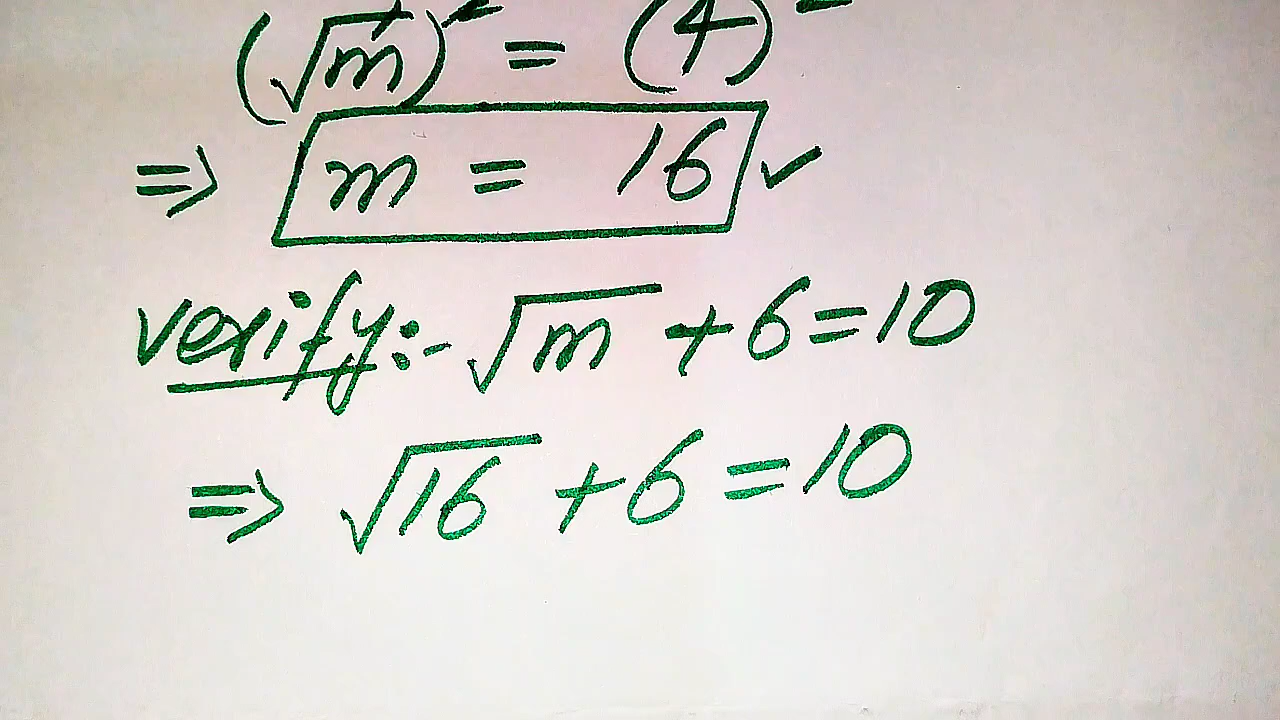 (√m)² = (4)²
⇒ m = 16 ✓
verify:- √m + 6 = 10
⇒ √16 + 6 = 10